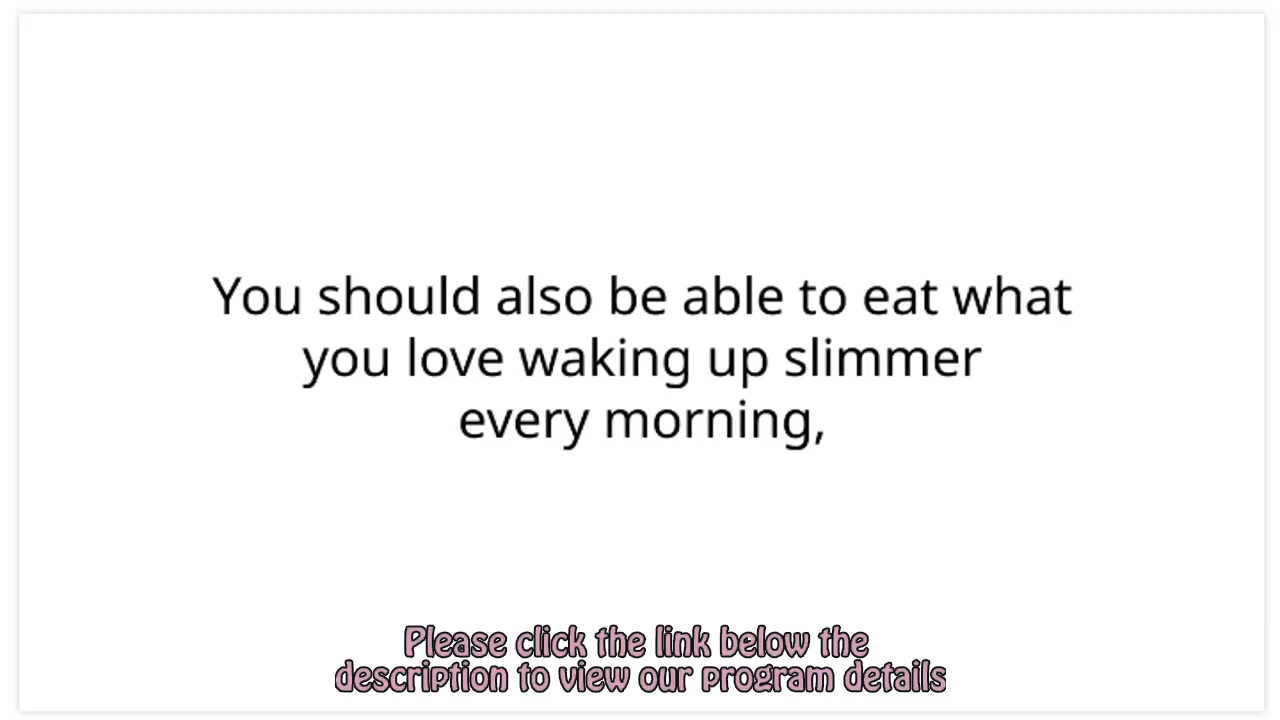 You should also be able to eat what
you love waking up slimmer
every morning,
Please click the link below the
description to view our program details